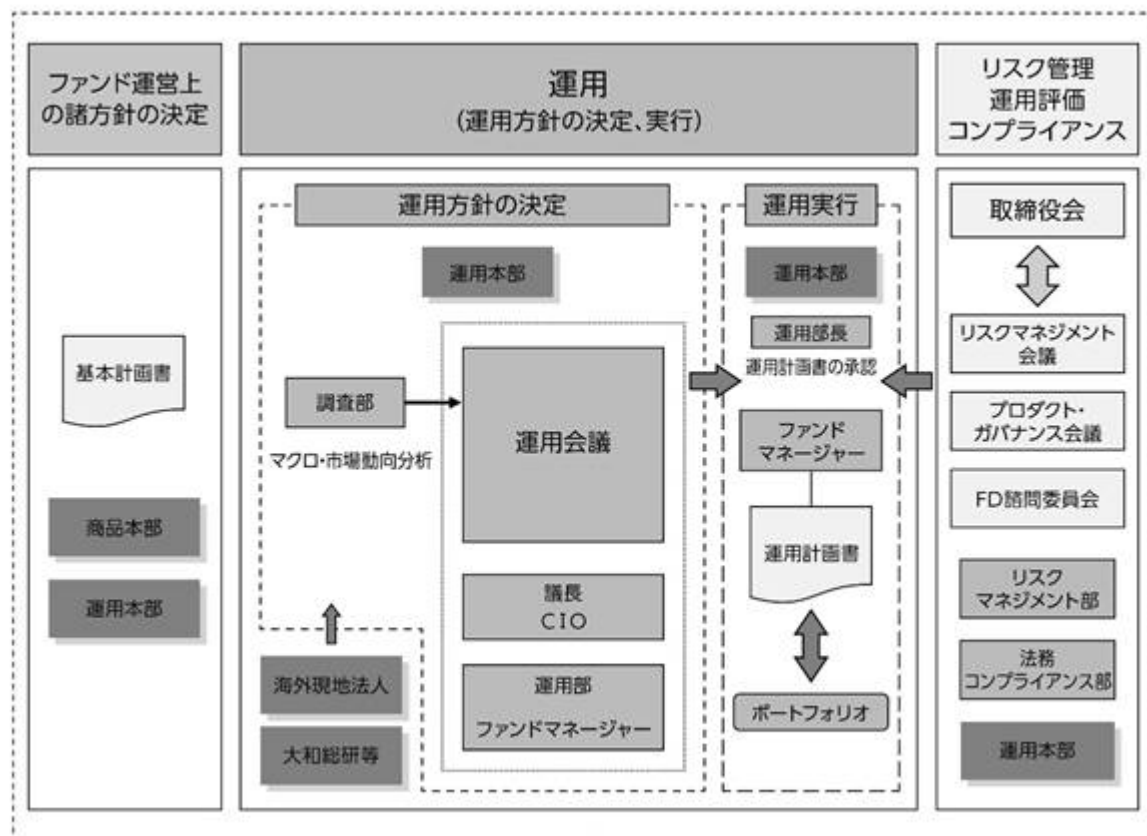 ファンド運営上
の諸方針の決定
運用
(運用方針の決定、実行)
リスク管理
運用評価
コンプライアンス
基本計画書
商品本部
運用本部
運用方針の決定
運用本部
調査部
マクロ・市場動向分析
運用会議
議長
CIO
運用部
ファンドマネージャー
海外現地法人
大和総研等
運用実行
運用本部
運用部長
運用計画書の承認
ファンド
マネージャー
運用計画書
ポートフォリオ
取締役会
リスクマネジメント
会議
プロダクト・
ガバナンス会議
FD諮問委員会
リスク
マネジメント部
法務
コンプライアンス部
運用本部